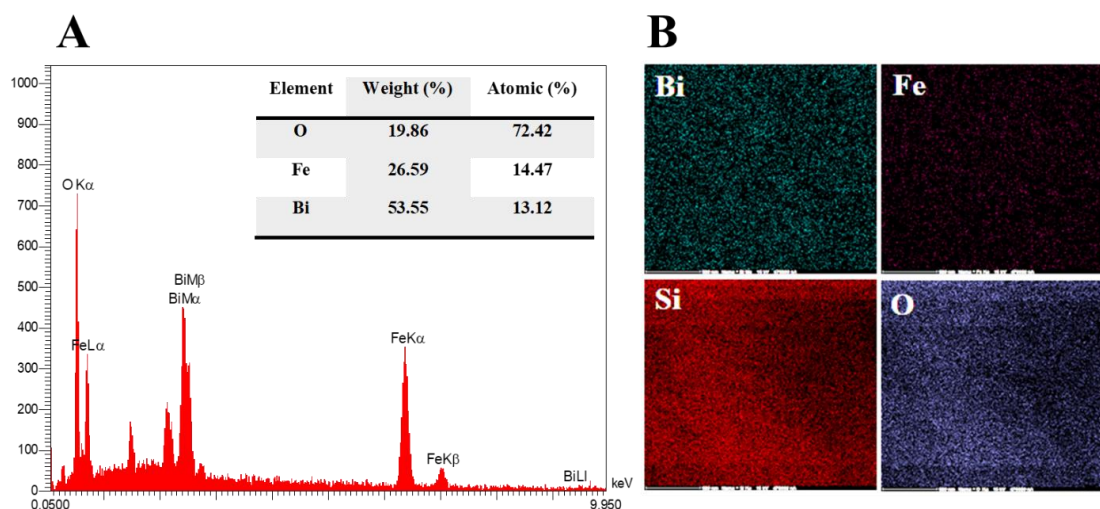 A
B
1000
900
800
700
600
500
400
300
200
100
0
0.0500
9.950
keV
O Kα
FeLα
BiMβ
BiMα
FeKα
FeKβ
BiLl
Element Weight (%) Atomic (%)
O 19.86 72.42
Fe 26.59 14.47
Bi 53.55 13.12
Bi
Fe
Si
O